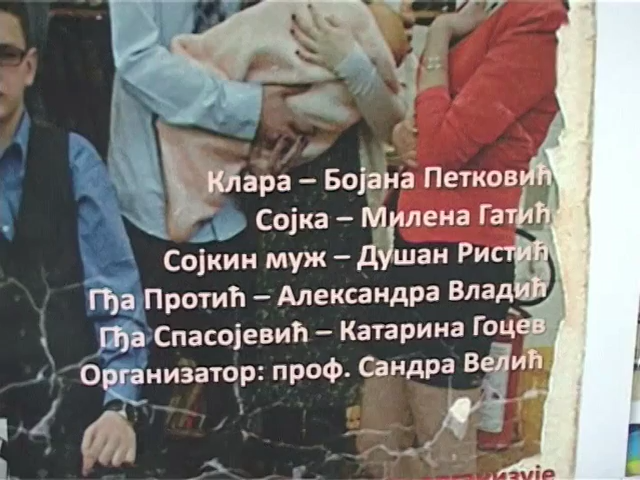 Клара – Бојана Петковић
Сојка – Милена Гатић
Сојкин муж – Душан Ристић
Гђа Протић – Александра Владић
Гђа Спасојевић – Катарина Гоцев
Организатор: проф. Сандра Велић